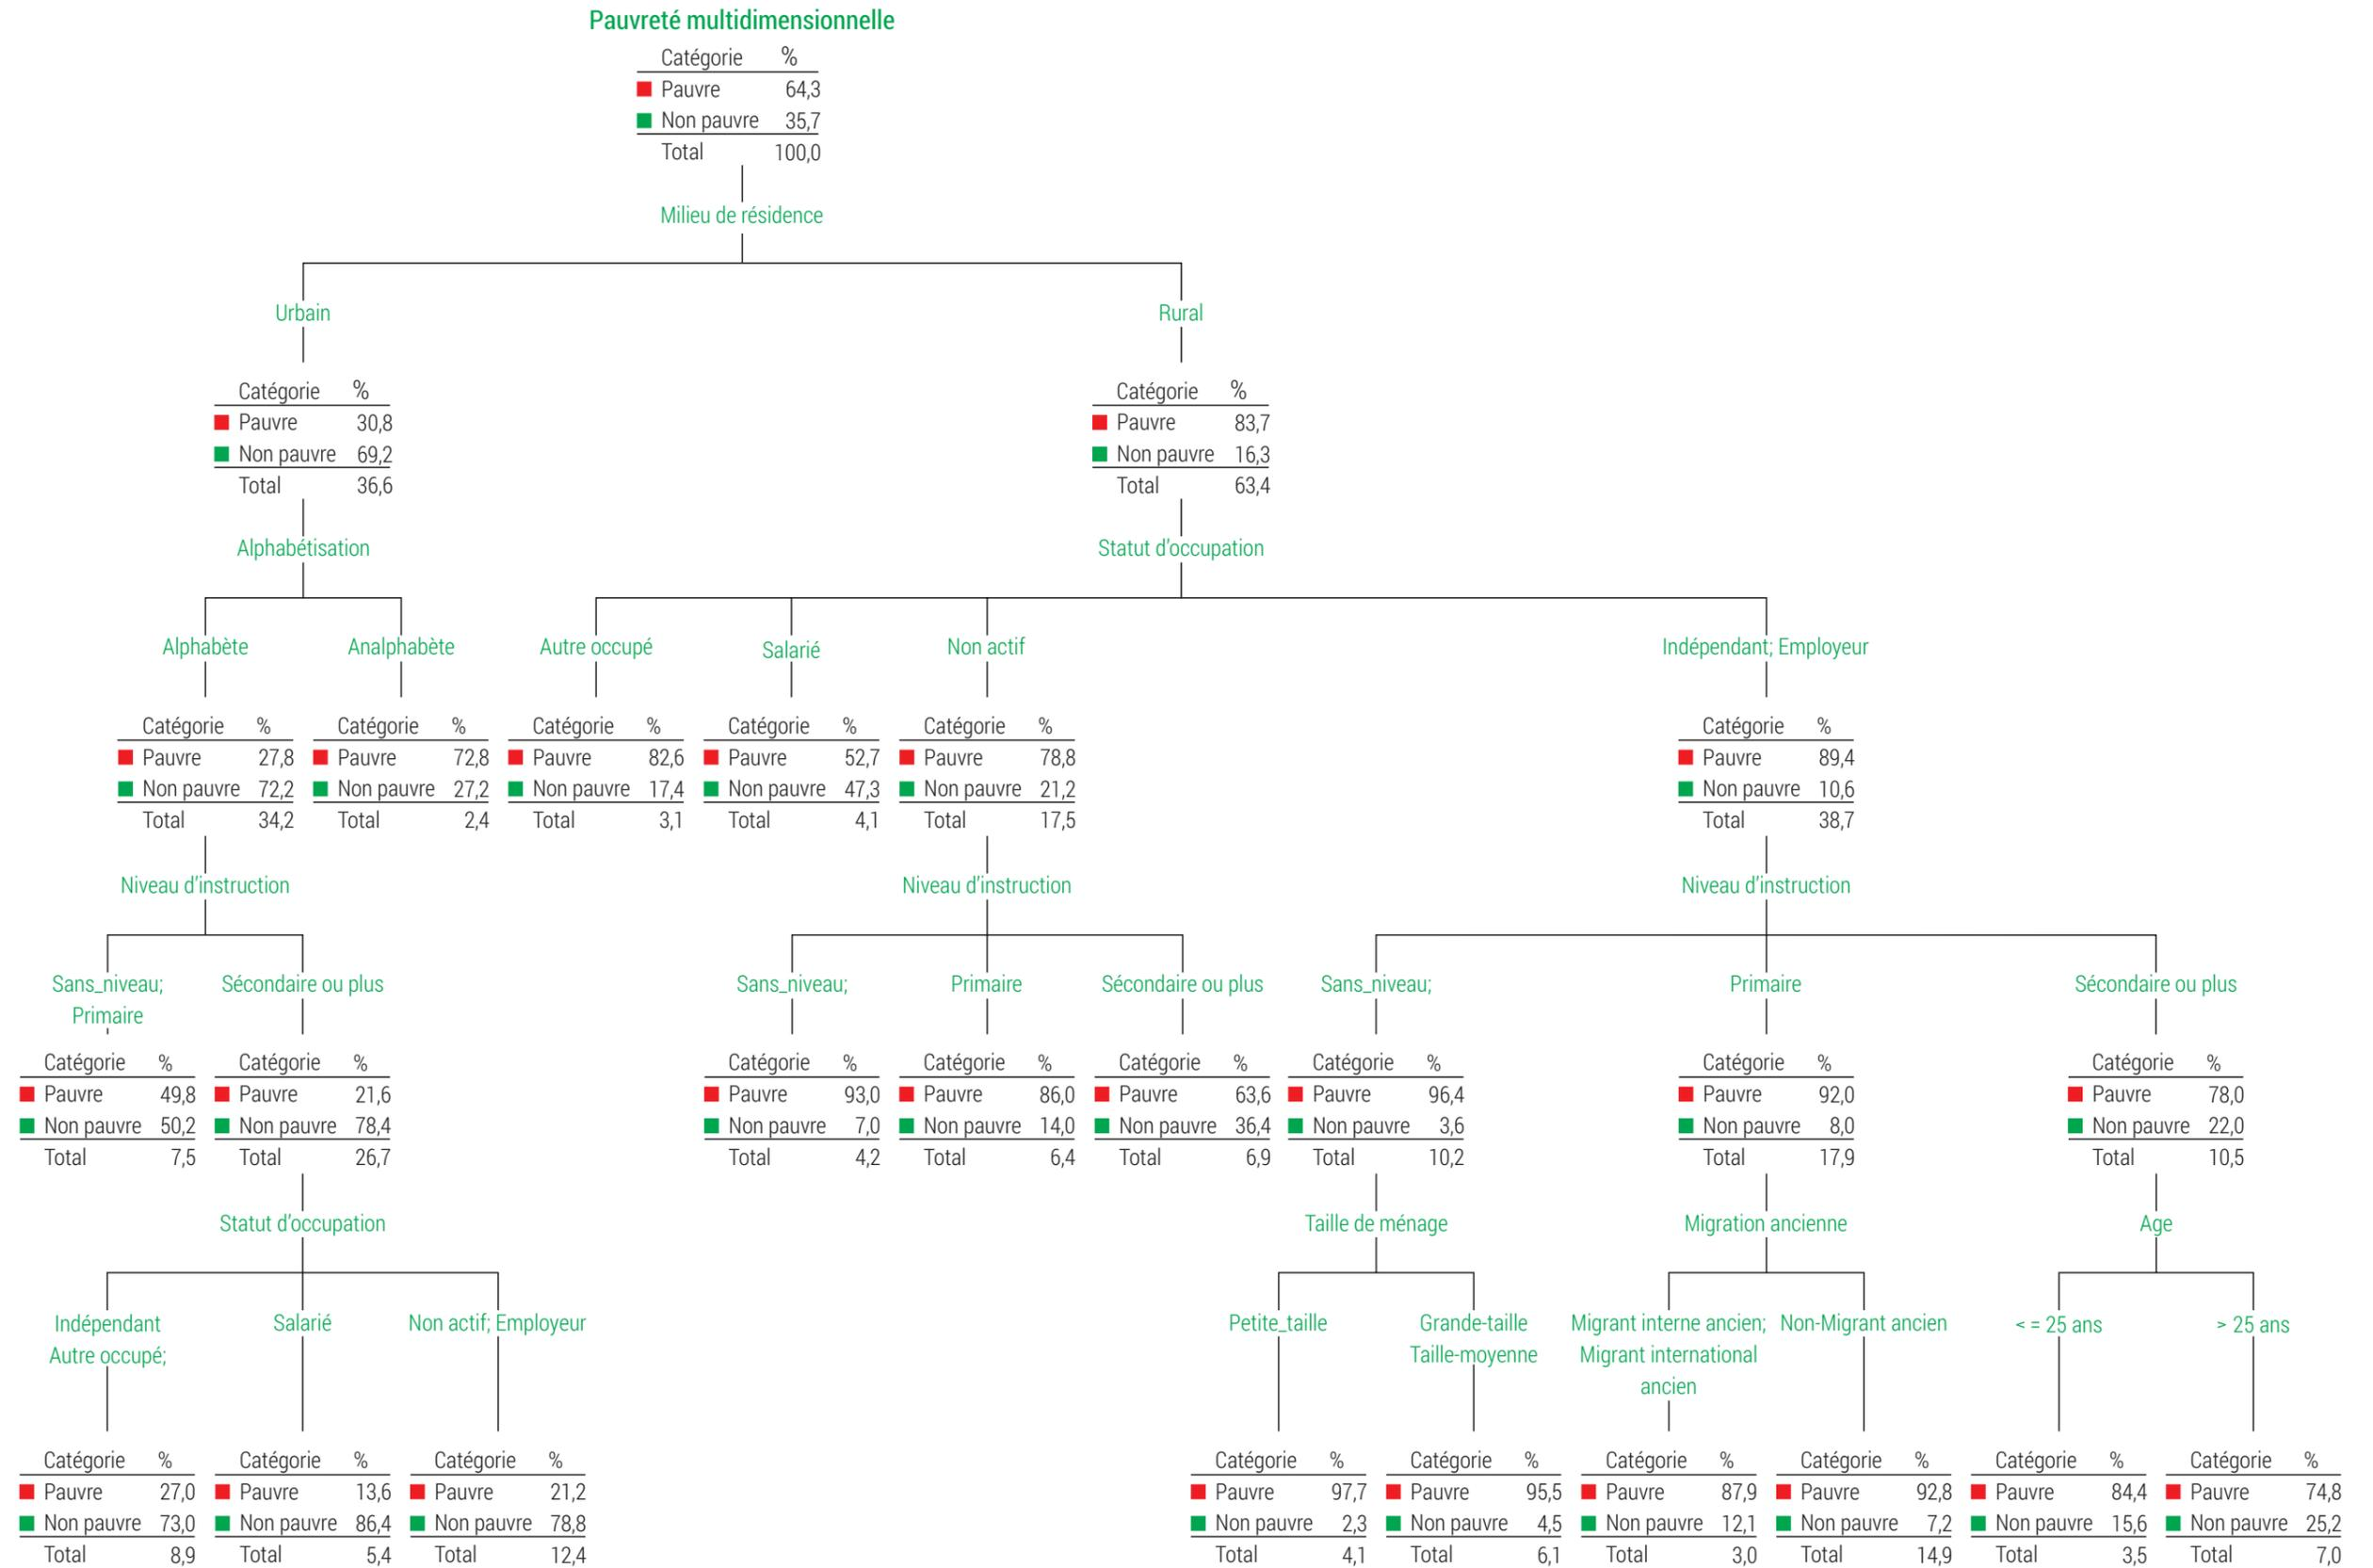 Pauvreté multidimensionnelle
Catégorie %
Pauvre 64,3
Non pauvre 35,7
Total 100,0
Milieu de résidence
Urbain Rural
Catégorie % Catégorie %
Pauvre 30,8 Pauvre 83,7
Non pauvre 69,2 Non pauvre 16,3
Total 36,6 Total 63,4
Alphabétisation Statut d'occupation
Alphabète Analphabète Autre occupé Salarié Non actif Indépendant; Employeur
Catégorie % Catégorie % Catégorie % Catégorie % Catégorie % Catégorie %
Pauvre 27,8 Pauvre 72,8 Pauvre 82,6 Pauvre 52,7 Pauvre 78,8 Pauvre 89,4
Non pauvre 72,2 Non pauvre 27,2 Non pauvre 17,4 Non pauvre 47,3 Non pauvre 21,2 Non pauvre 10,6
Total 34,2 Total 2,4 Total 3,1 Total 4,1 Total 17,5 Total 38,7
Niveau d'instruction Niveau d'instruction Niveau d'instruction
Sans_niveau; Sécondaire ou plus Sans_niveau; Primaire Sécondaire ou plus Sans_niveau; Primaire Sécondaire ou plus
Primaire
Catégorie % Catégorie % Catégorie % Catégorie % Catégorie % Catégorie % Catégorie % Catégorie %
Pauvre 49,8 Pauvre 21,6 Pauvre 93,0 Pauvre 86,0 Pauvre 63,6 Pauvre 96,4 Pauvre 92,0 Pauvre 78,0
Non pauvre 50,2 Non pauvre 78,4 Non pauvre 7,0 Non pauvre 14,0 Non pauvre 36,4 Non pauvre 3,6 Non pauvre 8,0 Non pauvre 22,0
Total 7,5 Total 26,7 Total 4,2 Total 6,4 Total 6,9 Total 10,2 Total 17,9 Total 10,5
Statut d'occupation Taille de ménage Migration ancienne Age
Indépendant Salarié Non actif; Employeur Petite_taille Grande-taille Migrant interne ancien; Non-Migrant ancien < = 25 ans > 25 ans
Autre occupé; Taille-moyenne Migrant international
ancien
Catégorie % Catégorie % Catégorie % Catégorie % Catégorie % Catégorie % Catégorie % Catégorie % Catégorie %
Pauvre 27,0 Pauvre 13,6 Pauvre 21,2 Pauvre 97,7 Pauvre 95,5 Pauvre 87,9 Pauvre 92,8 Pauvre 84,4 Pauvre 74,8
Non pauvre 73,0 Non pauvre 86,4 Non pauvre 78,8 Non pauvre 2,3 Non pauvre 4,5 Non pauvre 12,1 Non pauvre 7,2 Non pauvre 15,6 Non pauvre 25,2
Total 8,9 Total 5,4 Total 12,4 Total 4,1 Total 6,1 Total 3,0 Total 14,9 Total 3,5 Total 7,0